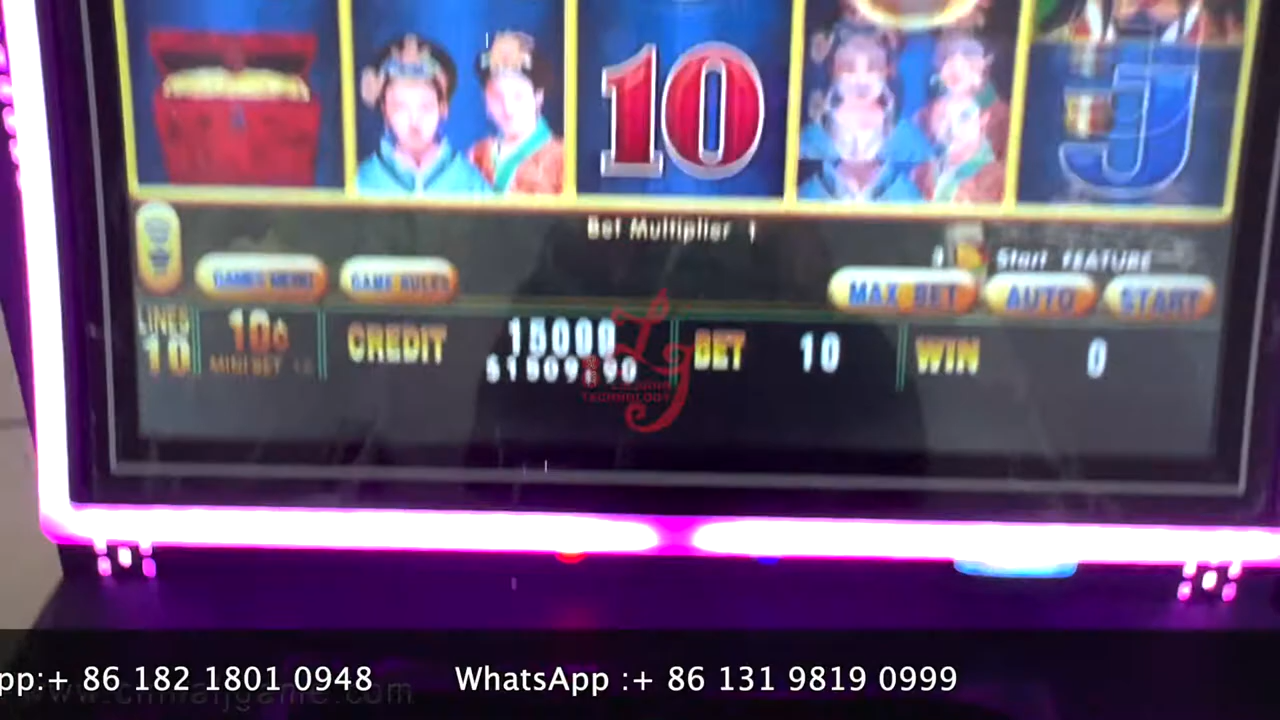 10
J
Bet Multiplier 1
Start FEATURE
GAMES MENU
GAME RULES
MAX BET
AUTO
START
LINES
10
10¢
MINI BET
CREDIT
BET
10
WIN
0
TECHNOLOGY
pp:+ 86 182 1801 0948 WhatsApp :+ 86 131 9819 0999